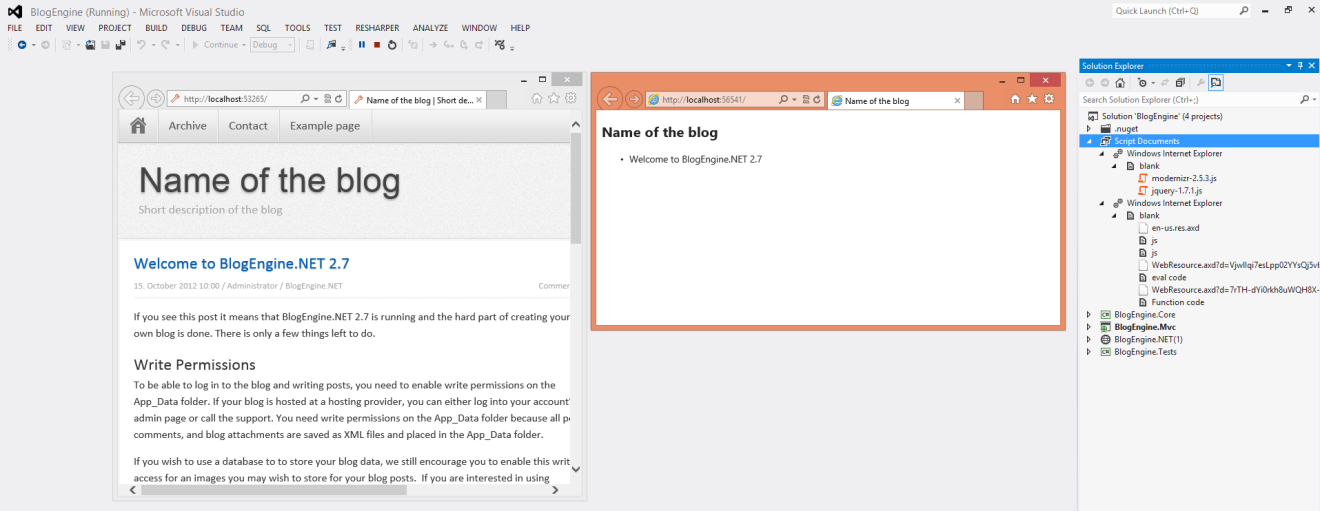 BlogEngine (Running) - Microsoft Visual Studio
Quick Launch (Ctrl+Q)
FILE EDIT VIEW PROJECT BUILD DEBUG TEAM SQL TOOLS TEST RESHARPER ANALYZE WINDOW HELP
Continue Debug
http://localhost:53265/
Name of the blog | Short de...
Archive Contact Example page
Name of the blog
Short description of the blog
Welcome to BlogEngine.NET 2.7
15. October 2012 10:00 / Administrator / BlogEngine.NET Commen
If you see this post it means that BlogEngine.NET 2.7 is running and the hard part of creating your
own blog is done. There is only a few things left to do.
Write Permissions
To be able to log in to the blog and writing posts, you need to enable write permissions on the
App_Data folder. If your blog is hosted at a hosting provider, you can either log into your account'
admin page or call the support. You need write permissions on the App_Data folder because all po
comments, and blog attachments are saved as XML files and placed in the App_Data folder.
If you wish to use a database to to store your blog data, we still encourage you to enable this writ
access for an images you may wish to store for your blog posts. If you are interested in using
http://localhost:56541/
Name of the blog
Name of the blog
• Welcome to BlogEngine.NET 2.7
Solution Explorer
Search Solution Explorer (Ctrl+;)
Solution 'BlogEngine' (4 projects)
.nuget
Script Documents
Windows Internet Explorer
blank
modernizr-2.5.3.js
jquery-1.7.1.js
Windows Internet Explorer
blank
en-us.res.axd
js
js
WebResource.axd?d=VjwlIqi7esLpp02YYsQj5vl
eval code
WebResource.axd?d=7rTH-dYi0rkh8uWQH8X-
Function code
BlogEngine.Core
BlogEngine.Mvc
BlogEngine.NET(1)
BlogEngine.Tests